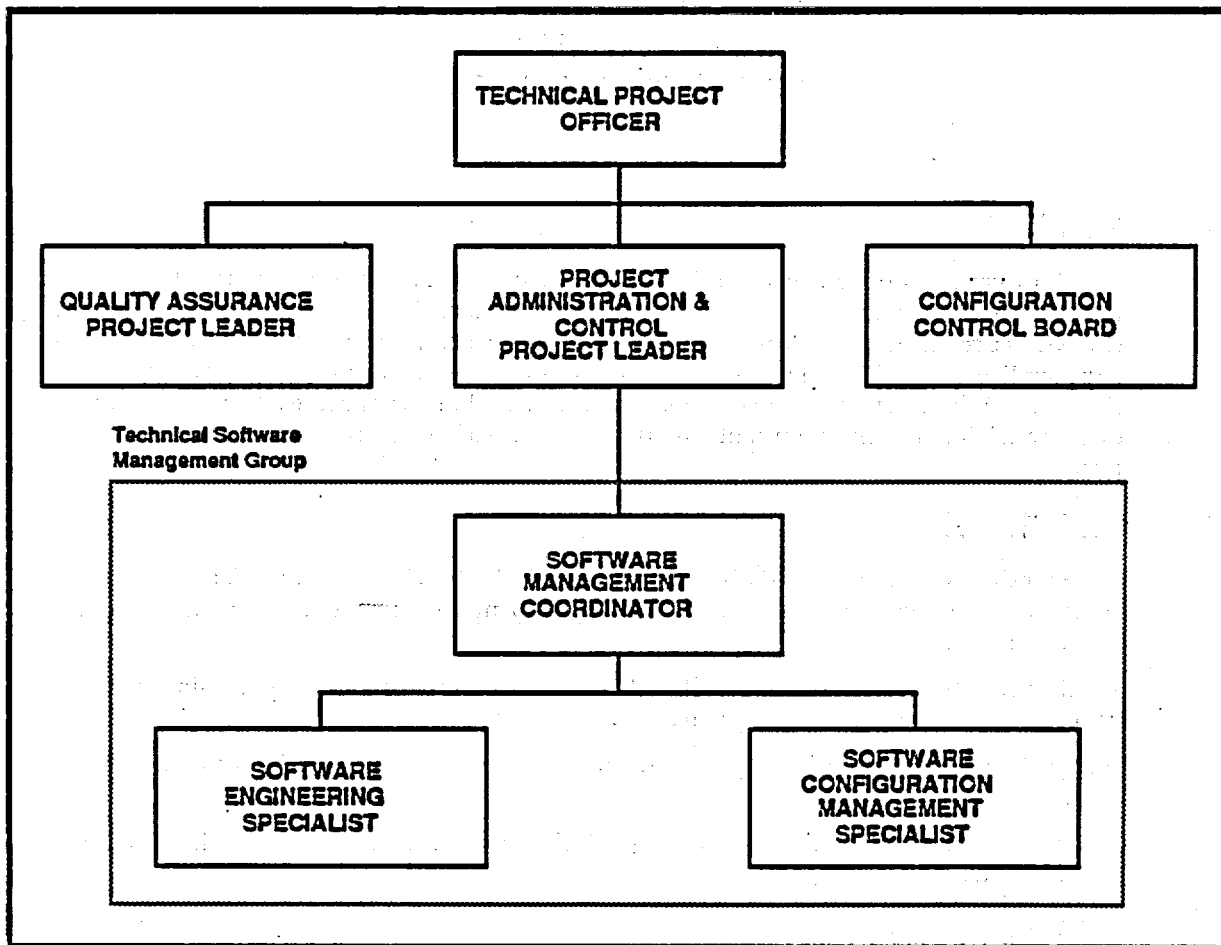 TECHNICAL PROJECT
OFFICER
QUALITY ASSURANCE
PROJECT LEADER
PROJECT
ADMINISTRATION &
CONTROL
PROJECT LEADER
CONFIGURATION
CONTROL BOARD
Technical Software
Management Group
SOFTWARE
MANAGEMENT
COORDINATOR
SOFTWARE
ENGINEERING
SPECIALIST
SOFTWARE
CONFIGURATION
MANAGEMENT
SPECIALIST